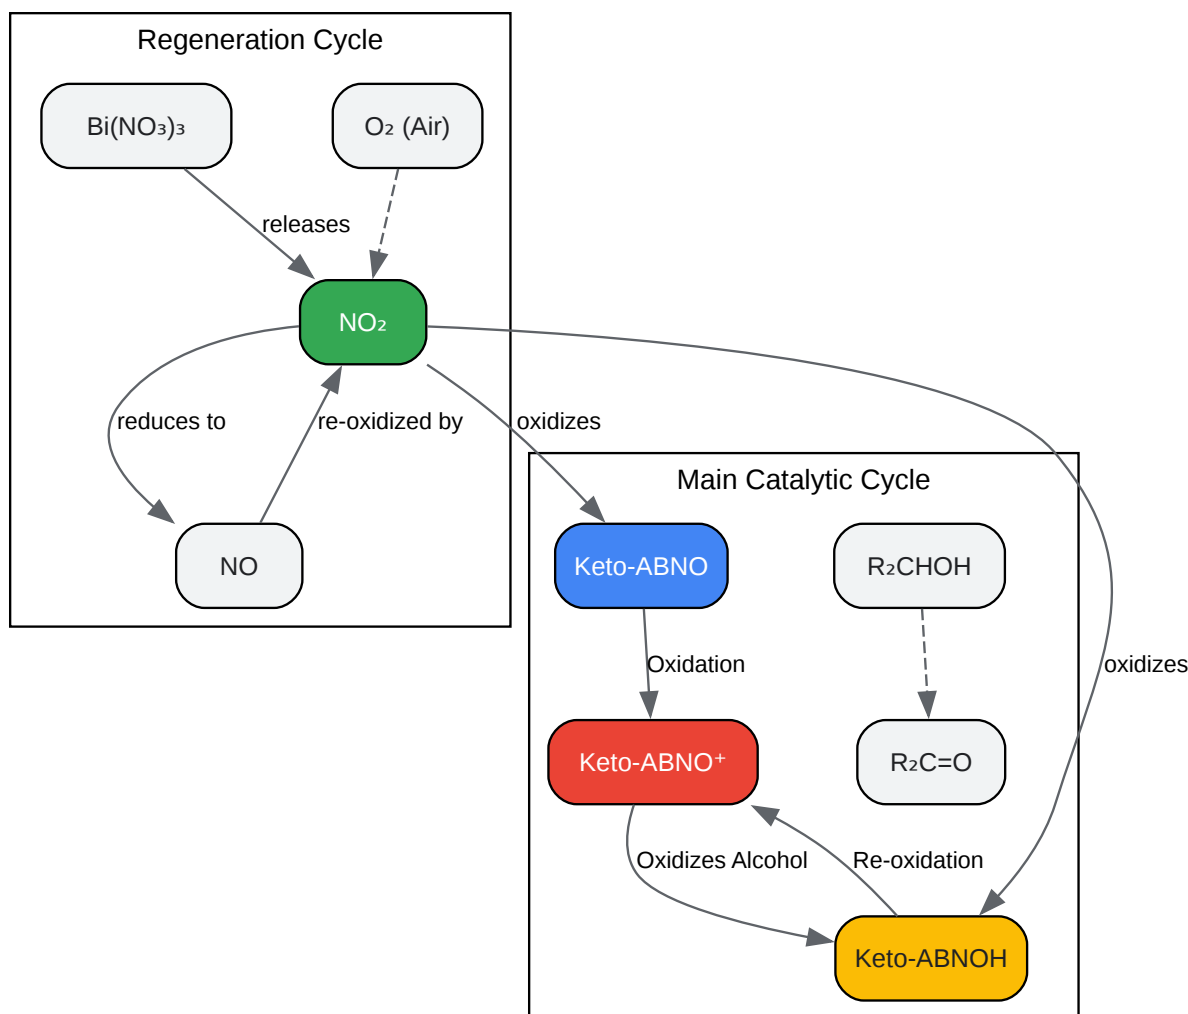 Regeneration Cycle
Bi(NO₃)₃
O₂ (Air)
releases
NO₂
reduces to
re-oxidized by
oxidizes
NO
Main Catalytic Cycle
Keto-ABNO
R₂CHOH
Oxidation
oxidizes
Keto-ABNO⁺
R₂C=O
Oxidizes Alcohol
Re-oxidation
Keto-ABNOH